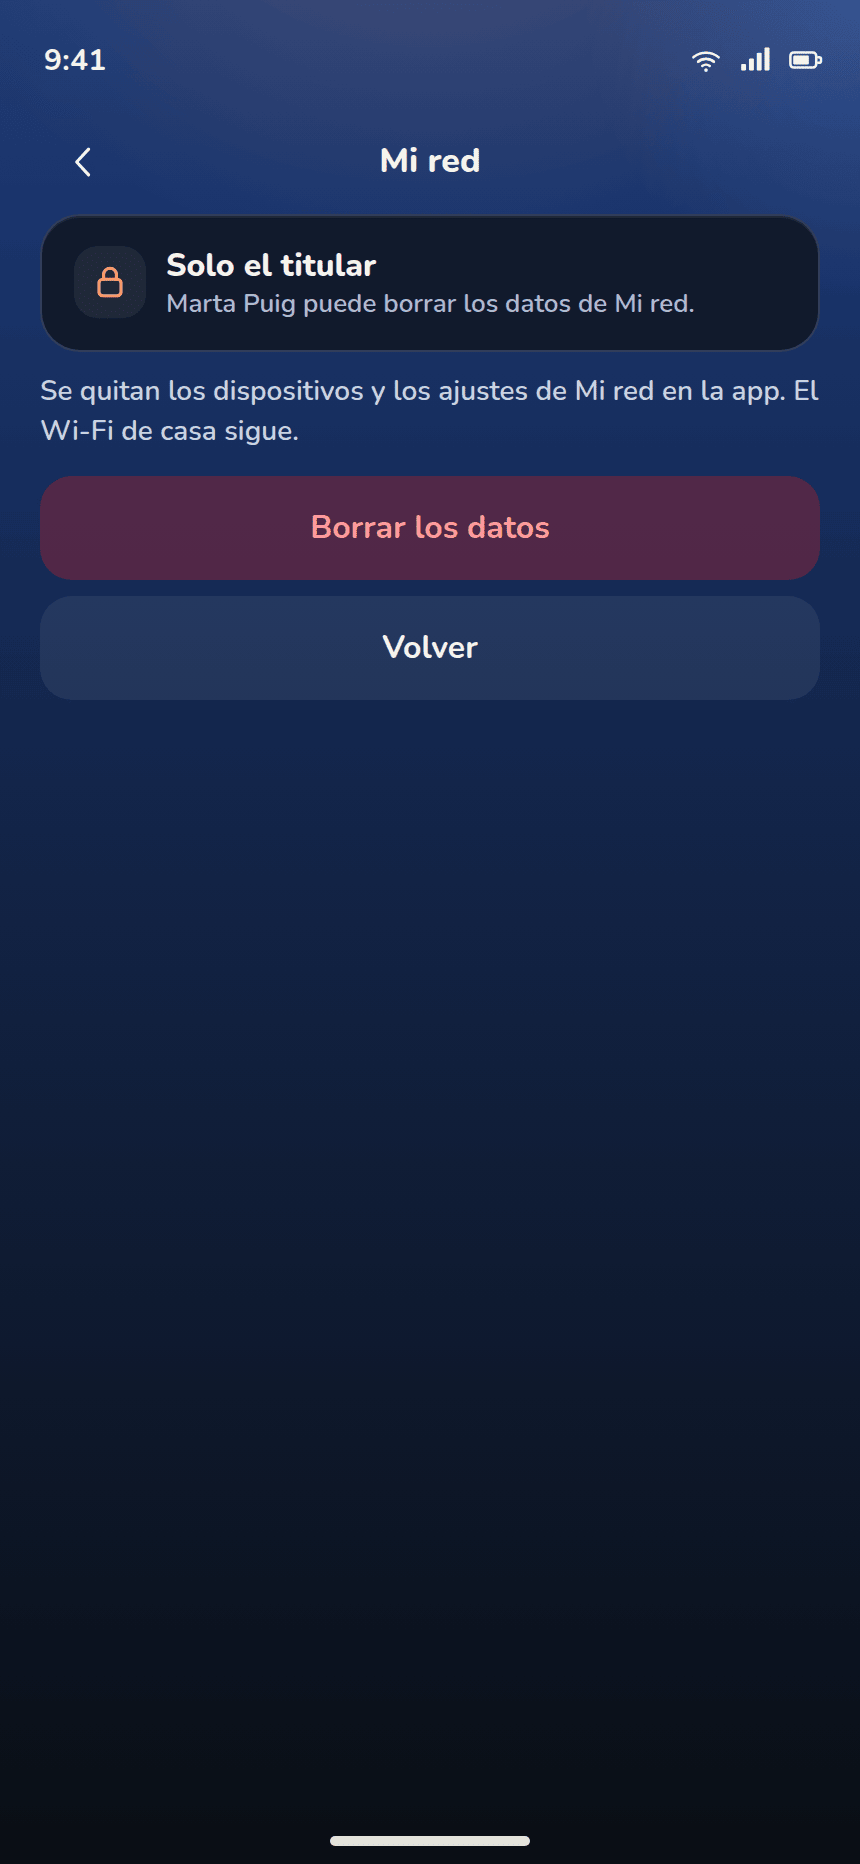 9:41
Mi red
Solo el titular
Marta Puig puede borrar los datos de Mi red.
Se quitan los dispositivos y los ajustes de Mi red en la app. El
Wi-Fi de casa sigue.
Borrar los datos
Volver